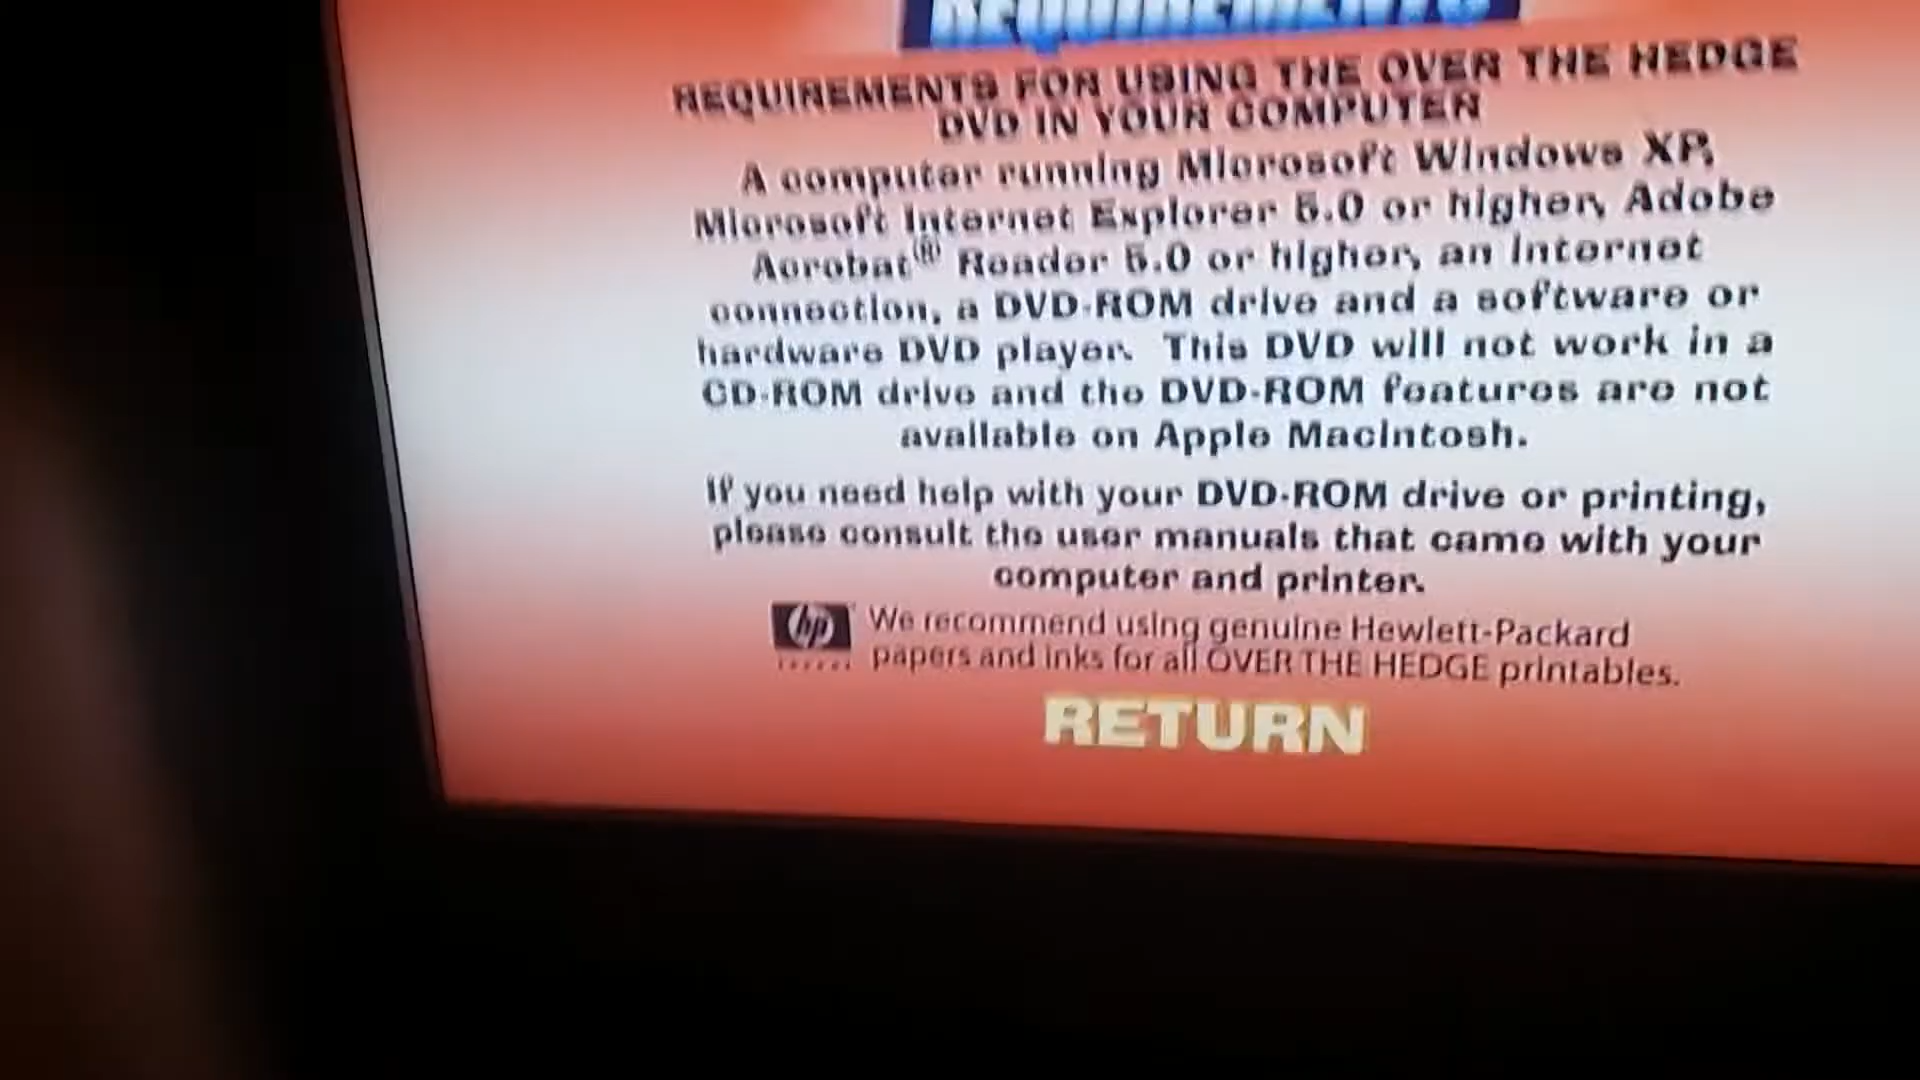 REQUIREMENTS
REQUIREMENTS FOR USING THE OVER THE HEDGE
DVD IN YOUR COMPUTER
A computer running Microsoft Windows XP,
Microsoft Internet Explorer 5.0 or higher, Adobe
Acrobat® Reader 5.0 or higher, an Internet
connection, a DVD-ROM drive and a software or
hardware DVD player. This DVD will not work in a
CD-ROM drive and the DVD-ROM features are not
available on Apple Macintosh.
If you need help with your DVD-ROM drive or printing,
please consult the user manuals that came with your
computer and printer.
hp We recommend using genuine Hewlett-Packard
papers and inks for all OVER THE HEDGE printables.
RETURN